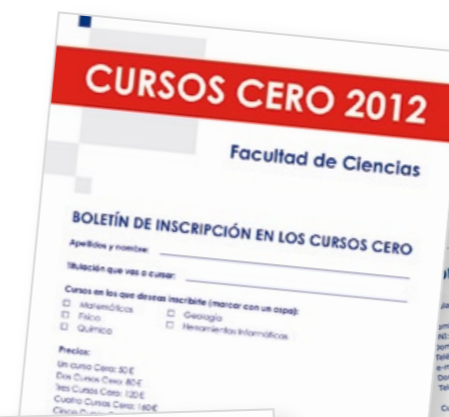 CURSOS CERO 2012
Facultad de Ciencias
BOLETÍN DE INSCRIPCIÓN EN LOS CURSOS CERO
Apellidos y nombre:
Titulación que vas a cursar:
Cursos en los que deseas inscribirte (marcar con un aspa):
Matemáticas
Geología
Física
Herramientas Informáticas
Química
Precios:
Un curso Cero: 50 €
Dos Cursos Cero: 80 €
Tres Cursos Cero: 120 €
Cuatro Cursos Cero: 160 €
Cinco Cursos